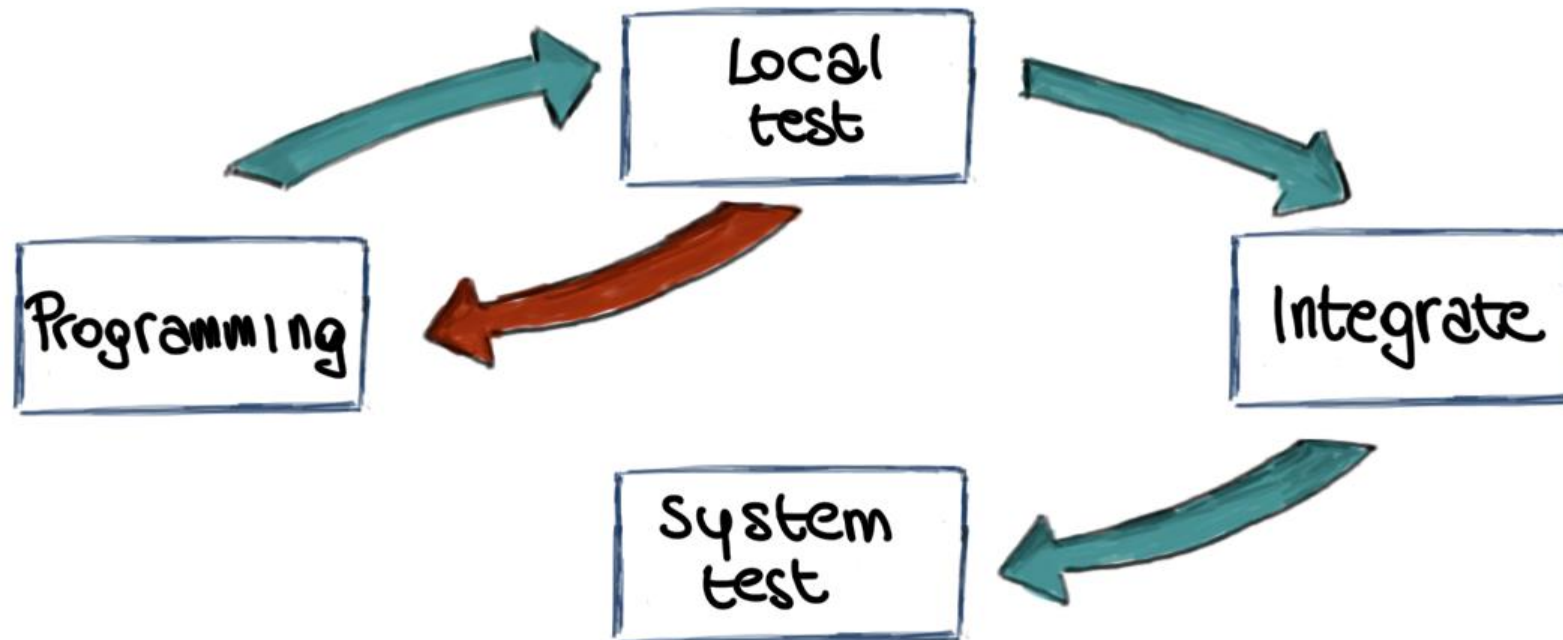 Local
test
Programming
Integrate
System
test